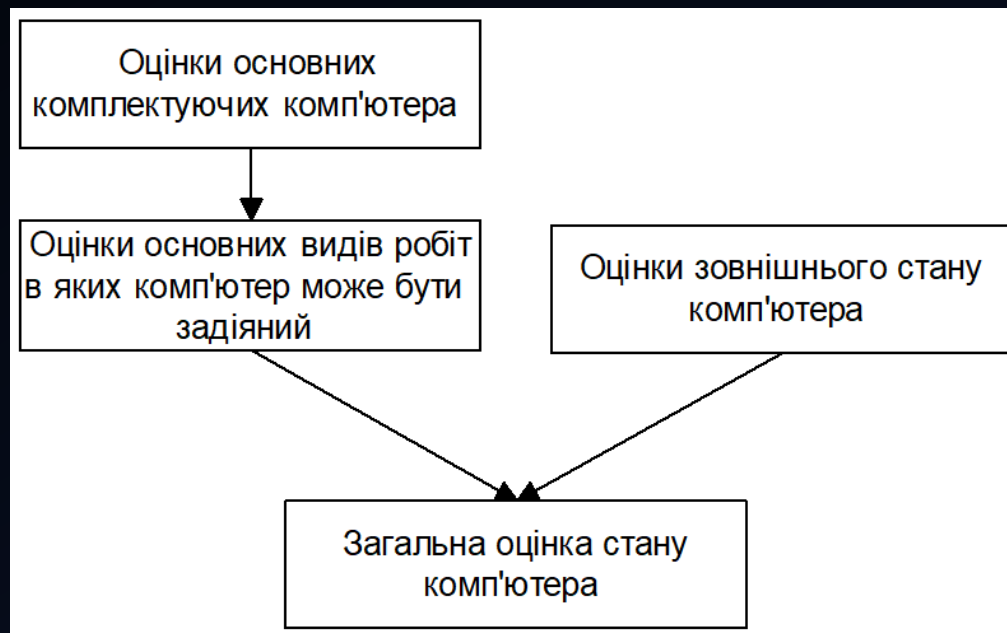 Оцінки основних
комплектуючих комп'ютера
Оцінки основних видів робіт
в яких комп'ютер може бути
задіяний
Оцінки зовнішнього стану
комп'ютера
Загальна оцінка стану
комп'ютера